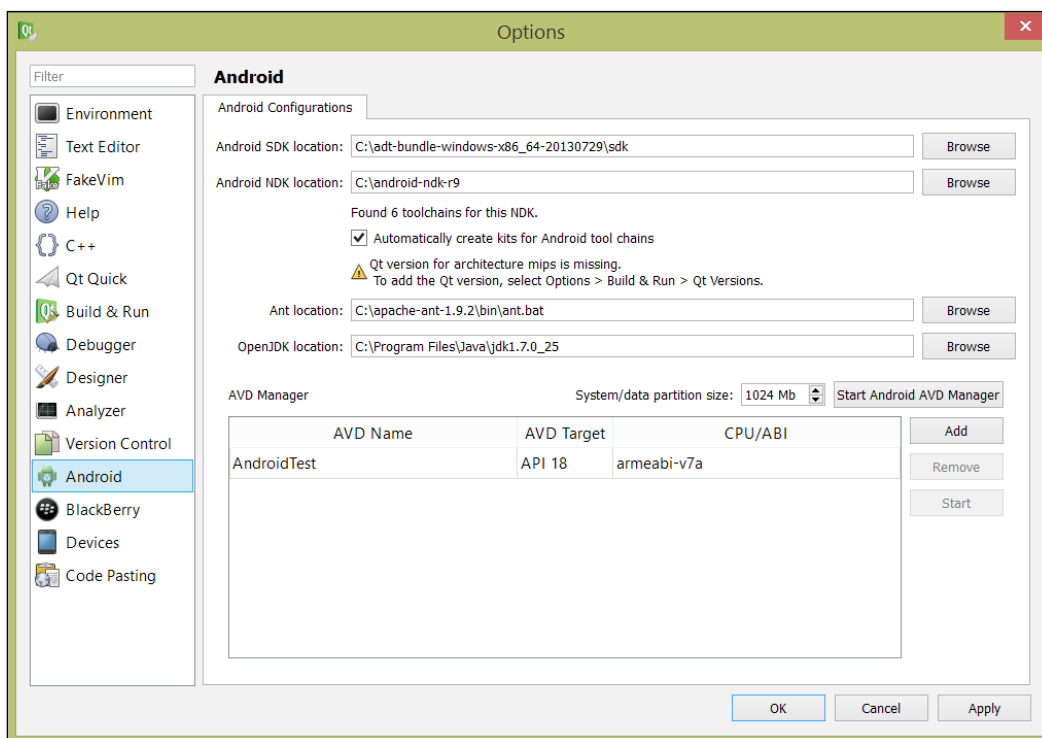 Options
Filter
Environment
Text Editor
FakeVim
Help
C++
Qt Quick
Build & Run
Debugger
Designer
Analyzer
Version Control
Android
BlackBerry
Devices
Code Pasting
Android
Android Configurations
Android SDK location: C:\adt-bundle-windows-x86_64-20130729\sdk Browse
Android NDK location: C:\android-ndk-r9 Browse
Found 6 toolchains for this NDK.
Automatically create kits for Android tool chains
Qt version for architecture mips is missing.
To add the Qt version, select Options > Build & Run > Qt Versions.
Ant location: C:\apache-ant-1.9.2\bin\ant.bat Browse
OpenJDK location: C:\Program Files\Java\jdk1.7.0_25 Browse
AVD Manager System/data partition size: 1024 Mb Start Android AVD Manager
AVD Name AVD Target CPU/ABI Add
AndroidTest API 18 armeabi-v7a Remove
Start
OK Cancel Apply